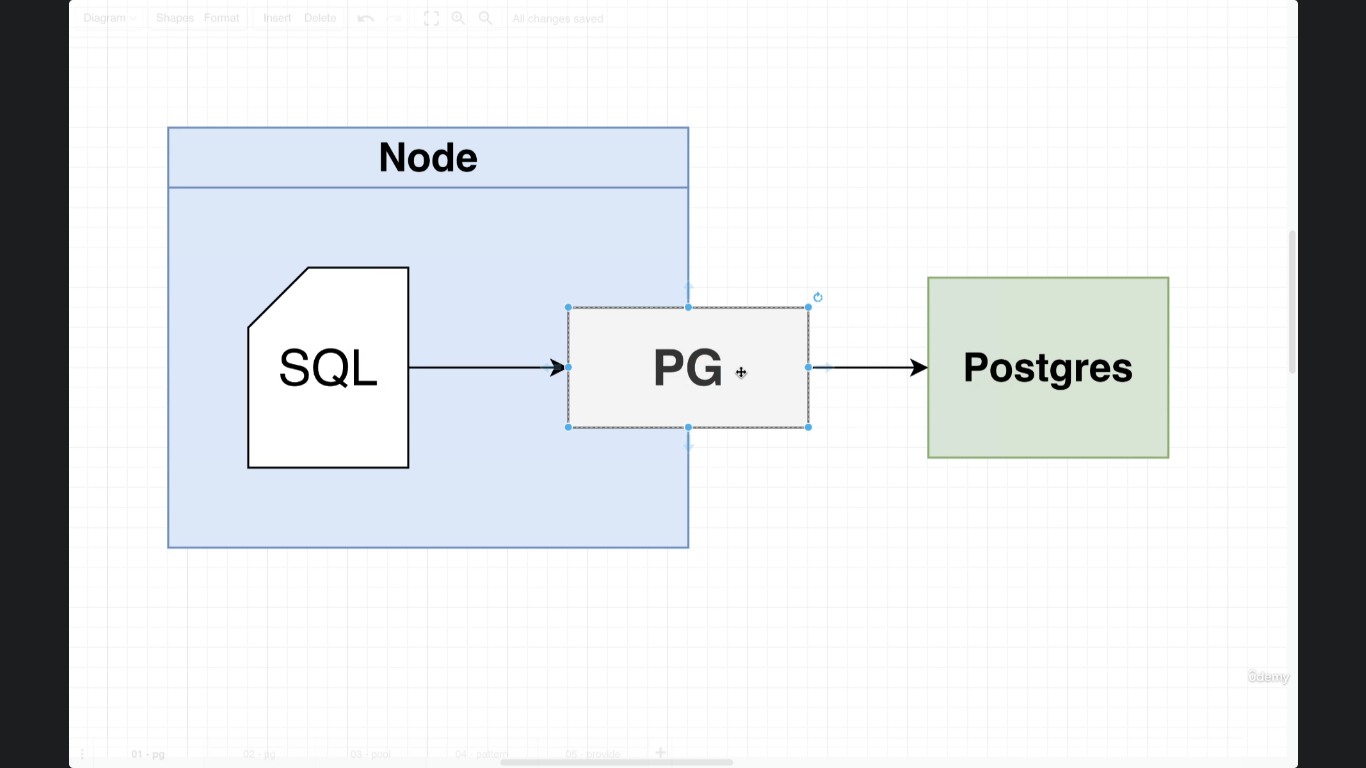 Diagram Shapes Format Insert Delete All changes saved
Node
SQL
PG
Postgres
ûdemy
01 - pg 02 - pg 03 - pool 04 - pattern 05 - provide